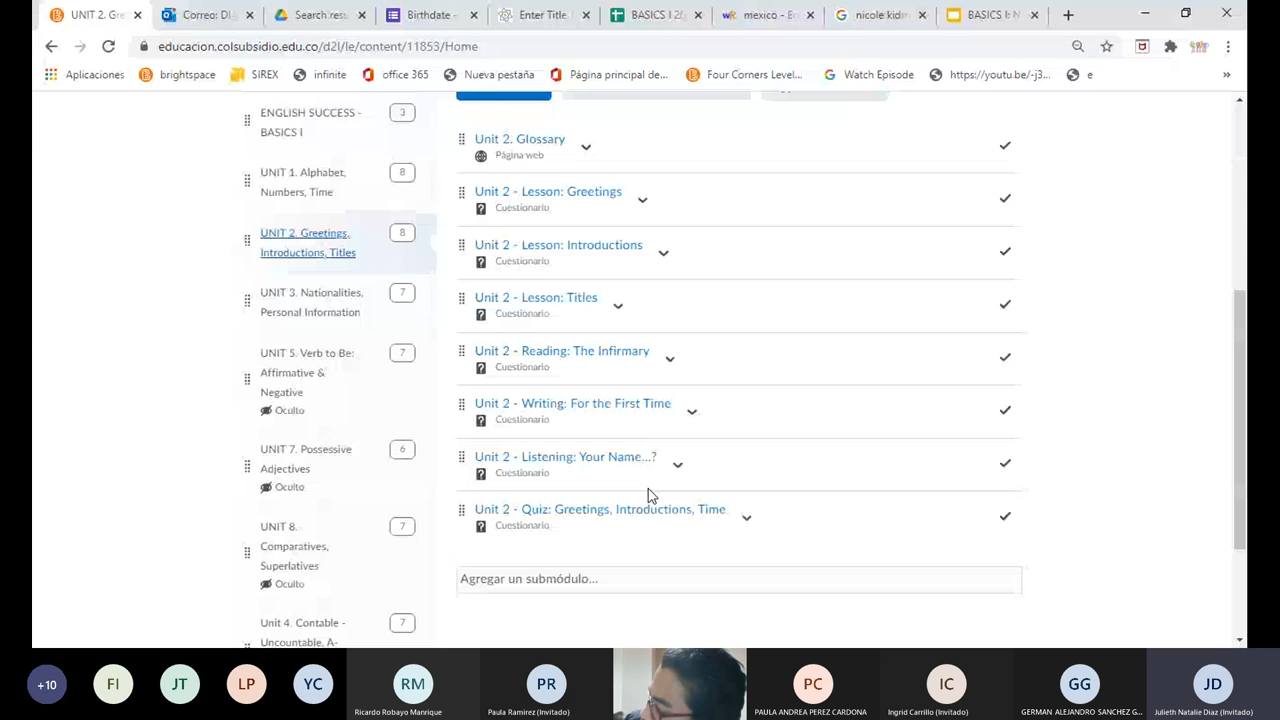 UNIT 2. Gre
Correo: DI
Search resu
Birthdate -
Enter Title
BASICS I 20
mexico - B
nicole kidm
BASICS I: N
educacion.colsubsidio.edu.co/d2l/le/content/11853/Home
Aplicaciones
brightspace
SIREX
infinite
office 365
Nueva pestaña
Página principal de...
Four Corners Level...
Watch Episode
https://youtu.be/-j3...
e
»
ENGLISH SUCCESS -
BASICS I
3
UNIT 1. Alphabet,
Numbers, Time
8
UNIT 2. Greetings,
Introductions, Titles
8
UNIT 3. Nationalities,
Personal Information
7
UNIT 5. Verb to Be:
Affirmative &
Negative
Oculto
7
UNIT 7. Possessive
Adjectives
Oculto
6
UNIT 8.
Comparatives,
Superlatives
Oculto
7
Unit 4. Contable -
Uncountable, A-
7
Unit 2. Glossary
Página web
Unit 2 - Lesson: Greetings
Cuestionario
Unit 2 - Lesson: Introductions
Cuestionario
Unit 2 - Lesson: Titles
Cuestionario
Unit 2 - Reading: The Infirmary
Cuestionario
Unit 2 - Writing: For the First Time
Cuestionario
Unit 2 - Listening: Your Name...?
Cuestionario
Unit 2 - Quiz: Greetings, Introductions, Time
Cuestionario
Agregar un submódulo...
+10
FI
JT
LP
YC
RM
Ricardo Robayo Manrique
PR
Paula Ramirez (Invitado)
PC
PAULA ANDREA PEREZ CARDONA
IC
Ingrid Carrillo (Invitado)
GG
GERMAN ALEJANDRO SANCHEZ G...
JD
Julieth Natalie Diaz (Invitado)